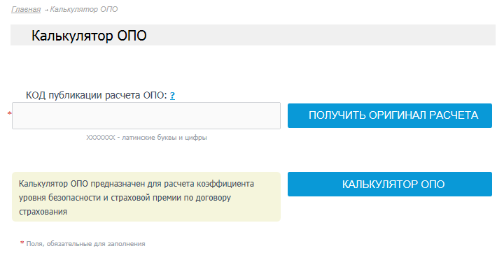 Главная → Калькулятор ОПО
Калькулятор ОПО
КОД публикации расчета ОПО: ?
*
ПОЛУЧИТЬ ОРИГИНАЛ РАСЧЕТА
XXXXXXX - латинские буквы и цифры
Калькулятор ОПО предназначен для расчета коэффициента
уровня безопасности и страховой премии по договору
страхования
КАЛЬКУЛЯТОР ОПО
* Поля, обязательные для заполнения